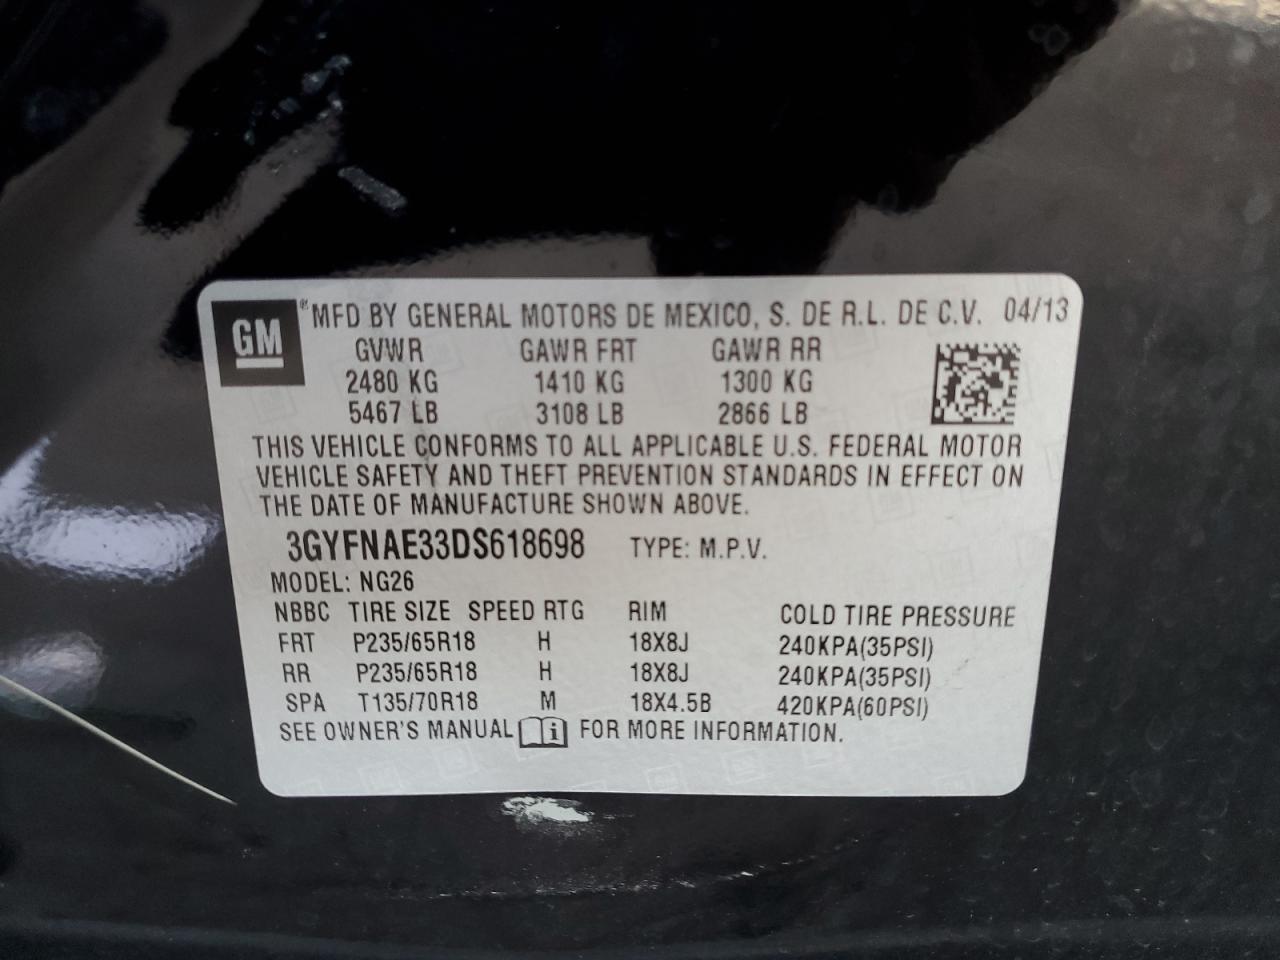 GM ® MFD BY GENERAL MOTORS DE MEXICO, S. DE R.L. DE C.V. 04/13
GVWR GAWR FRT GAWR RR
2480 KG 1410 KG 1300 KG
5467 LB 3108 LB 2866 LB
THIS VEHICLE CONFORMS TO ALL APPLICABLE U.S. FEDERAL MOTOR
VEHICLE SAFETY AND THEFT PREVENTION STANDARDS IN EFFECT ON
THE DATE OF MANUFACTURE SHOWN ABOVE.
3GYFNAE33DS618698 TYPE: M.P.V.
MODEL: NG26
NBBC TIRE SIZE SPEED RTG RIM COLD TIRE PRESSURE
FRT P235/65R18 H 18X8J 240KPA(35PSI)
RR P235/65R18 H 18X8J 240KPA(35PSI)
SPA T135/70R18 M 18X4.5B 420KPA(60PSI)
SEE OWNER'S MANUAL i FOR MORE INFORMATION.